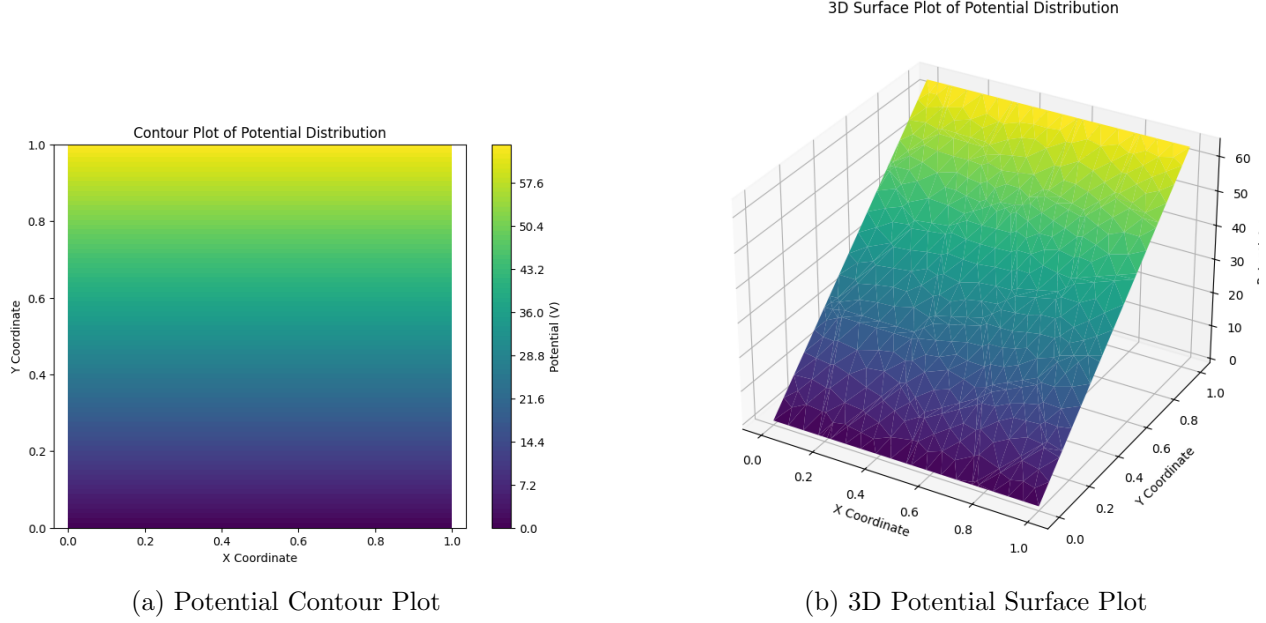 3D Surface Plot of Potential Distribution
Contour Plot of Potential Distribution
1.0
0.8
0.6
0.4
0.2
0.0
Y Coordinate
0.0 0.2 0.4 0.6 0.8 1.0
X Coordinate
57.6
50.4
43.2
36.0
28.8
21.6
14.4
7.2
0.0
Potential (V)
60
50
40
30
20
10
0
0.0 0.2 0.4 0.6 0.8 1.0
X Coordinate
0.0 0.2 0.4 0.6 0.8 1.0
Y Coordinate
(a) Potential Contour Plot
(b) 3D Potential Surface Plot